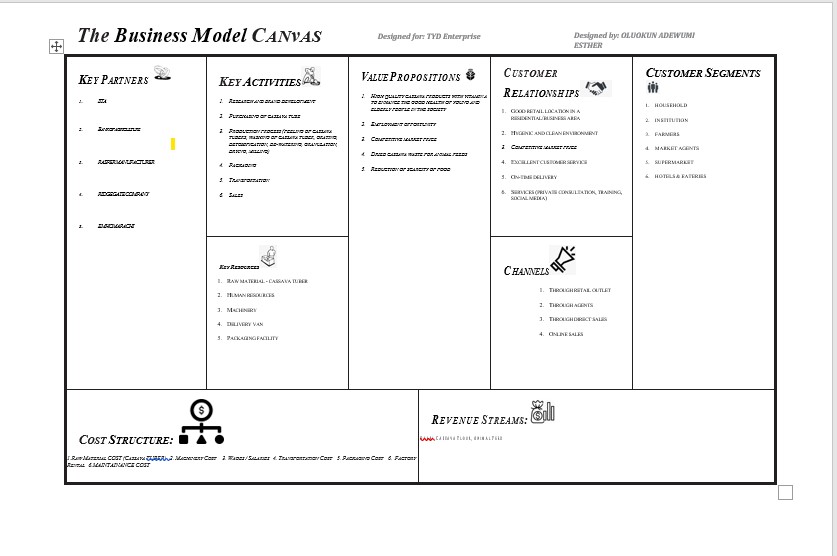 The Business Model CANVAS
Designed for: TYD Enterprise
Designed by: OLUOKUN ADEWUMI
ESTHER
KEY PARTNERS
1. IITA
2.
3.
4.
5.
KEY ACTIVITIES
1. RESEARCH AND BRAND DEVELOPMENT
2. PURCHASING OF CASSAVA TUBE
3. PRODUCTION PROCESS (PEELING OF CASSAVA
TUBERS, WASHING OF CASSAVA TUBER, GRATING,
DETOXIFICATION, DE-WATERING, GRANULATION,
DRYING, MILLING)
4. PACKAGING
5. TRANSPORTATION
6. SALES
KEY RESOURCES
1. RAW MATERIAL - CASSAVA TUBER
2. HUMAN RESOURCES
3. MACHINERY
4. DELIVERY VAN
5. PACKAGING FACILITY
VALUE PROPOSITIONS
1. HIGH QUALITY CASSAVA PRODUCTS WITH VITAMIN A
TO ENHANCE THE GOOD HEALTH OF YOUNG AND
ELDERLY PEOPLE IN THE SOCIETY
2. EMPLOYMENT OPPORTUNITY
3. COMPETITIVE MARKET PRICE
4. DRIED CASSAVA WASTE FOR ANIMAL FEEDS
5. REDUCTION OF SCARCITY OF FOOD
CUSTOMER
RELATIONSHIPS
1. GOOD RETAIL LOCATION IN A
RESIDENTIAL/BUSINESS AREA
2. HYGENIC AND CLEAN ENVIRONMENT
3. COMPETITIVE MARKET PRICE
4. EXCELLENT CUSTOMER SERVICE
5. ON-TIME DELIVERY
6. SERVICES (PRIVATE CONSULTATION, TRAINING,
SOCIAL MEDIA)
CHANNELS
1. THROUGH RETAIL OUTLET
2. THROUGH AGENTS
3. THROUGH DIRECT SALES
4. ONLINE SALES
CUSTOMER SEGMENTS
1. HOUSEHOLD
2. INSTITUTION
3. FARMERS
4. MARKET AGENTS
5. SUPERMARKET
6. HOTELS & EATERIES
COST STRUCTURE:
1.RAW MATERIAL COST (CASSAVA TUBER) 2. MACHINERY COST 3. WAGES / SALARIES 4. TRANSPORTATION COST 5. PACKAGING COST 6. FACTORY
RENTAL 6.MAINTAINANCE COST
REVENUE STREAMS:
CASSAVA FLOUR, ANIMAL FEED